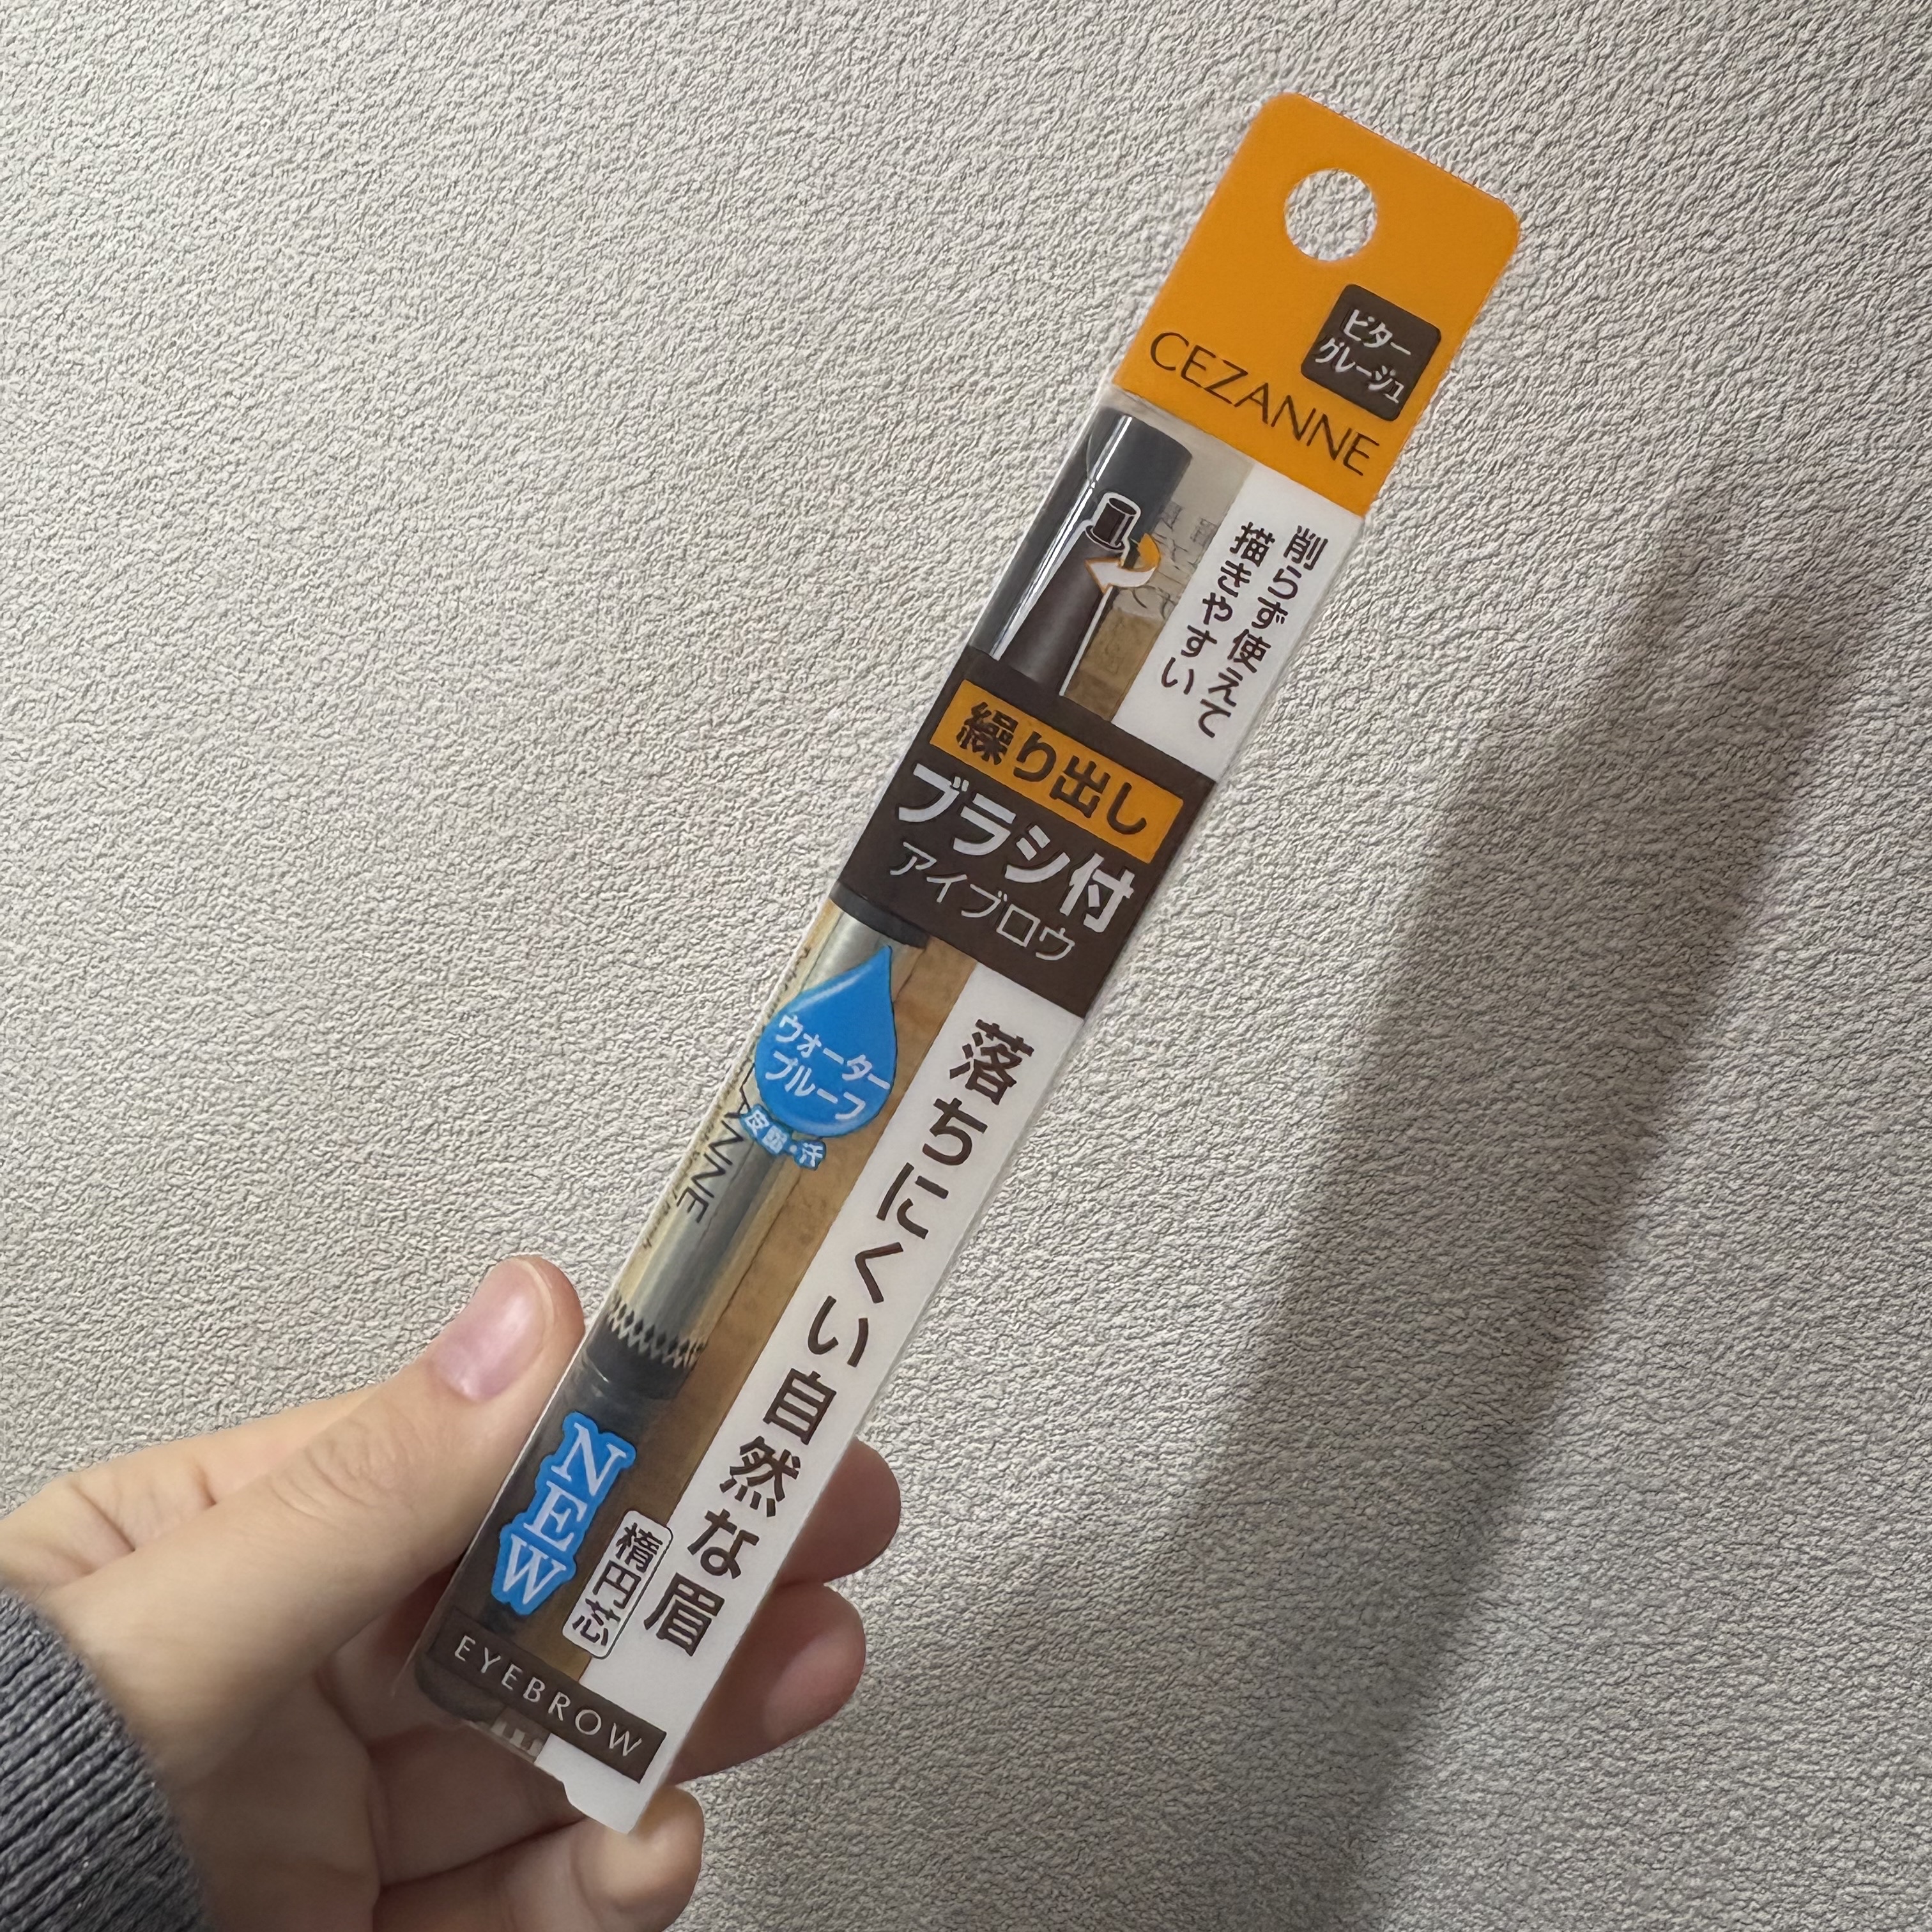 ビター
グレージュ
CEZANNE
削らず使えて
描きやすい
繰り出し
ブラシ付
アイブロウ
ウォーター
プルーフ
皮脂・汗
ANNE
落ちにくい自然な眉
NEW
楕円芯
EYEBROW